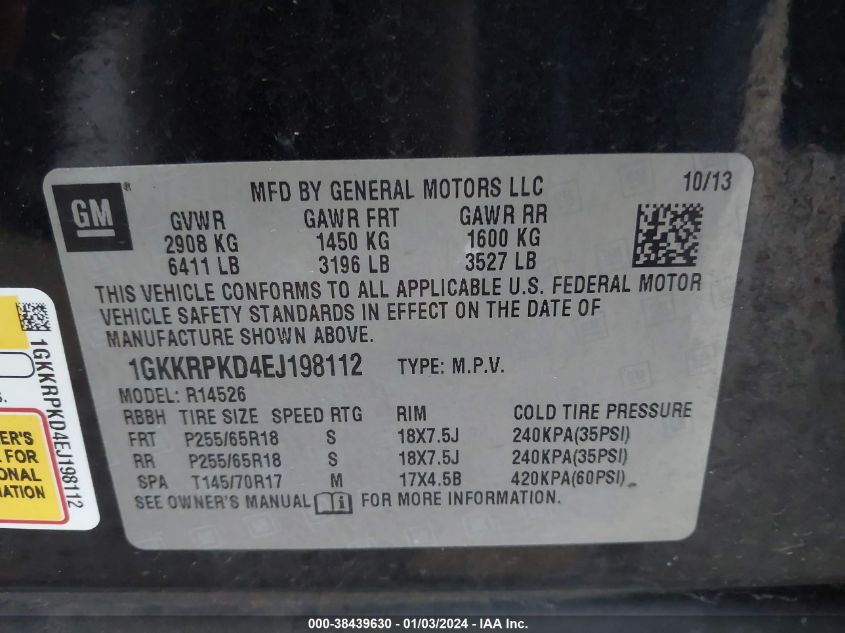 GM ®
MFD BY GENERAL MOTORS LLC 10/13
GVWR GAWR FRT GAWR RR
2908 KG 1450 KG 1600 KG
6411 LB 3196 LB 3527 LB
THIS VEHICLE CONFORMS TO ALL APPLICABLE U.S. FEDERAL MOTOR
VEHICLE SAFETY STANDARDS IN EFFECT ON THE DATE OF
MANUFACTURE SHOWN ABOVE.
1GKKRPKD4EJ198112 TYPE: M.P.V.
MODEL: R14526
RBBH TIRE SIZE SPEED RTG RIM COLD TIRE PRESSURE
FRT P255/65R18 S 18X7.5J 240KPA(35PSI)
RR P255/65R18 S 18X7.5J 240KPA(35PSI)
SPA T145/70R17 M 17X4.5B 420KPA(60PSI)
SEE OWNER'S MANUAL i FOR MORE INFORMATION.
1GKKRPKD4EJ198112
ER'S
FOR
ONAL
ATION
000-38439630 - 01/03/2024 - IAA Inc.